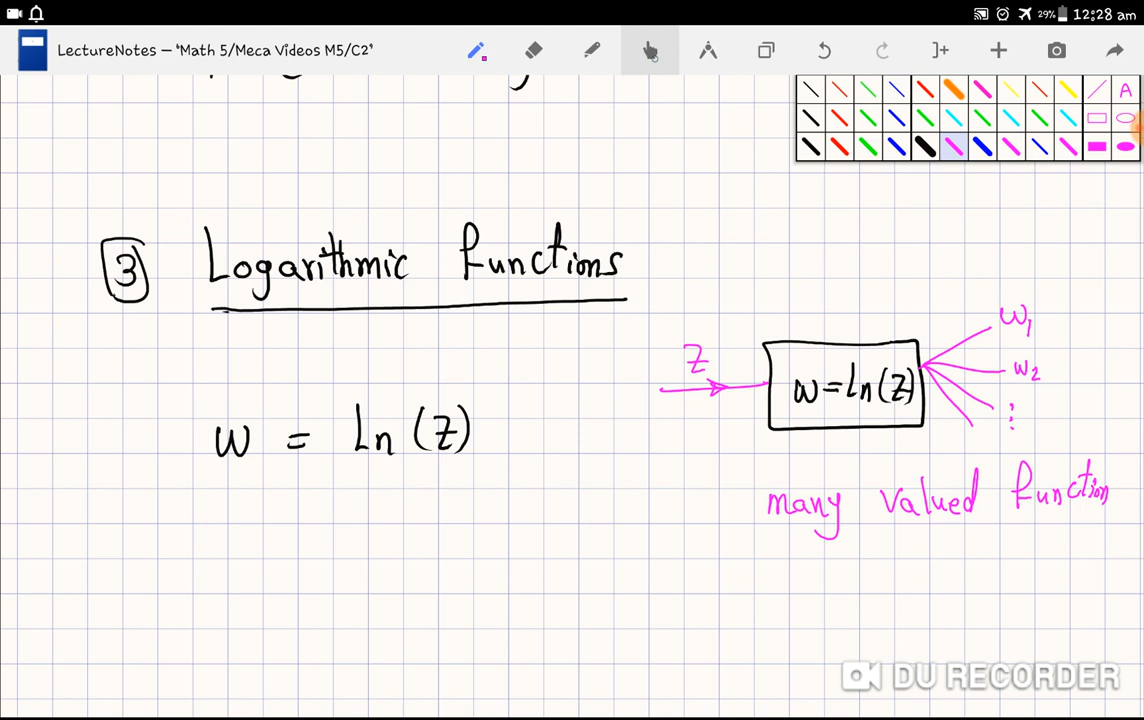 29% 12:28 am
LectureNotes – ‘Math 5/Meca Videos M5/C2’
A
3 Logarithmic functions
w = Ln (Z)
Z
w=Ln(Z)
w1
w2
⋮
many valued function
DU RECORDER